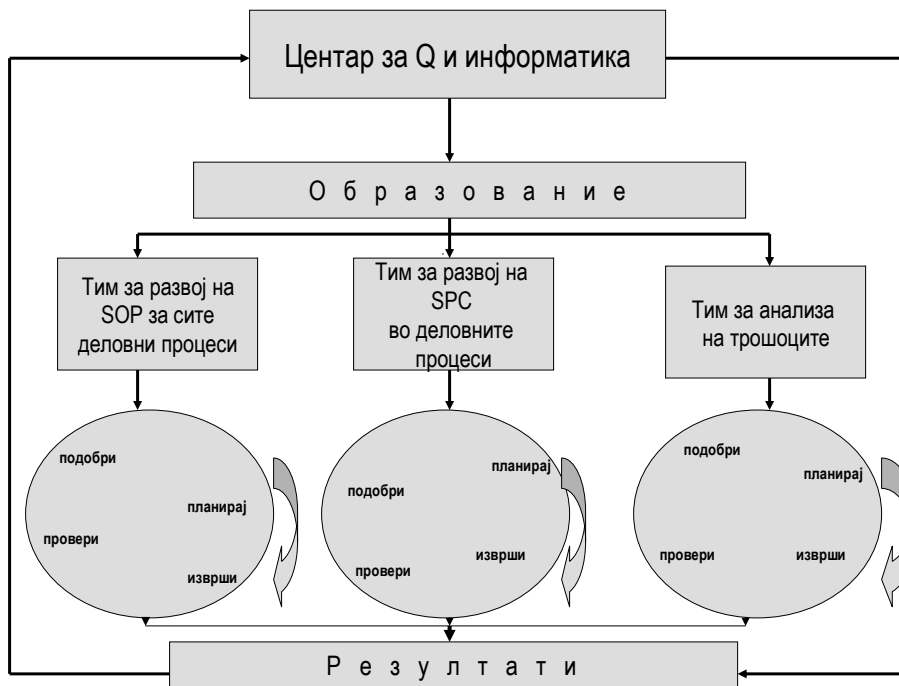 Центар за Q и информатика
О б р а з о в а н и е
Тим за развој на
SOP за сите
деловни процеси
Тим за развој на
SPC
во деловните
процеси
Тим за анализа
на трошоците
подобри
планирај
провери
изврши
планирај
подобри
изврши
провери
подобри
планирај
провери
изврши
Р е з у л т а т и